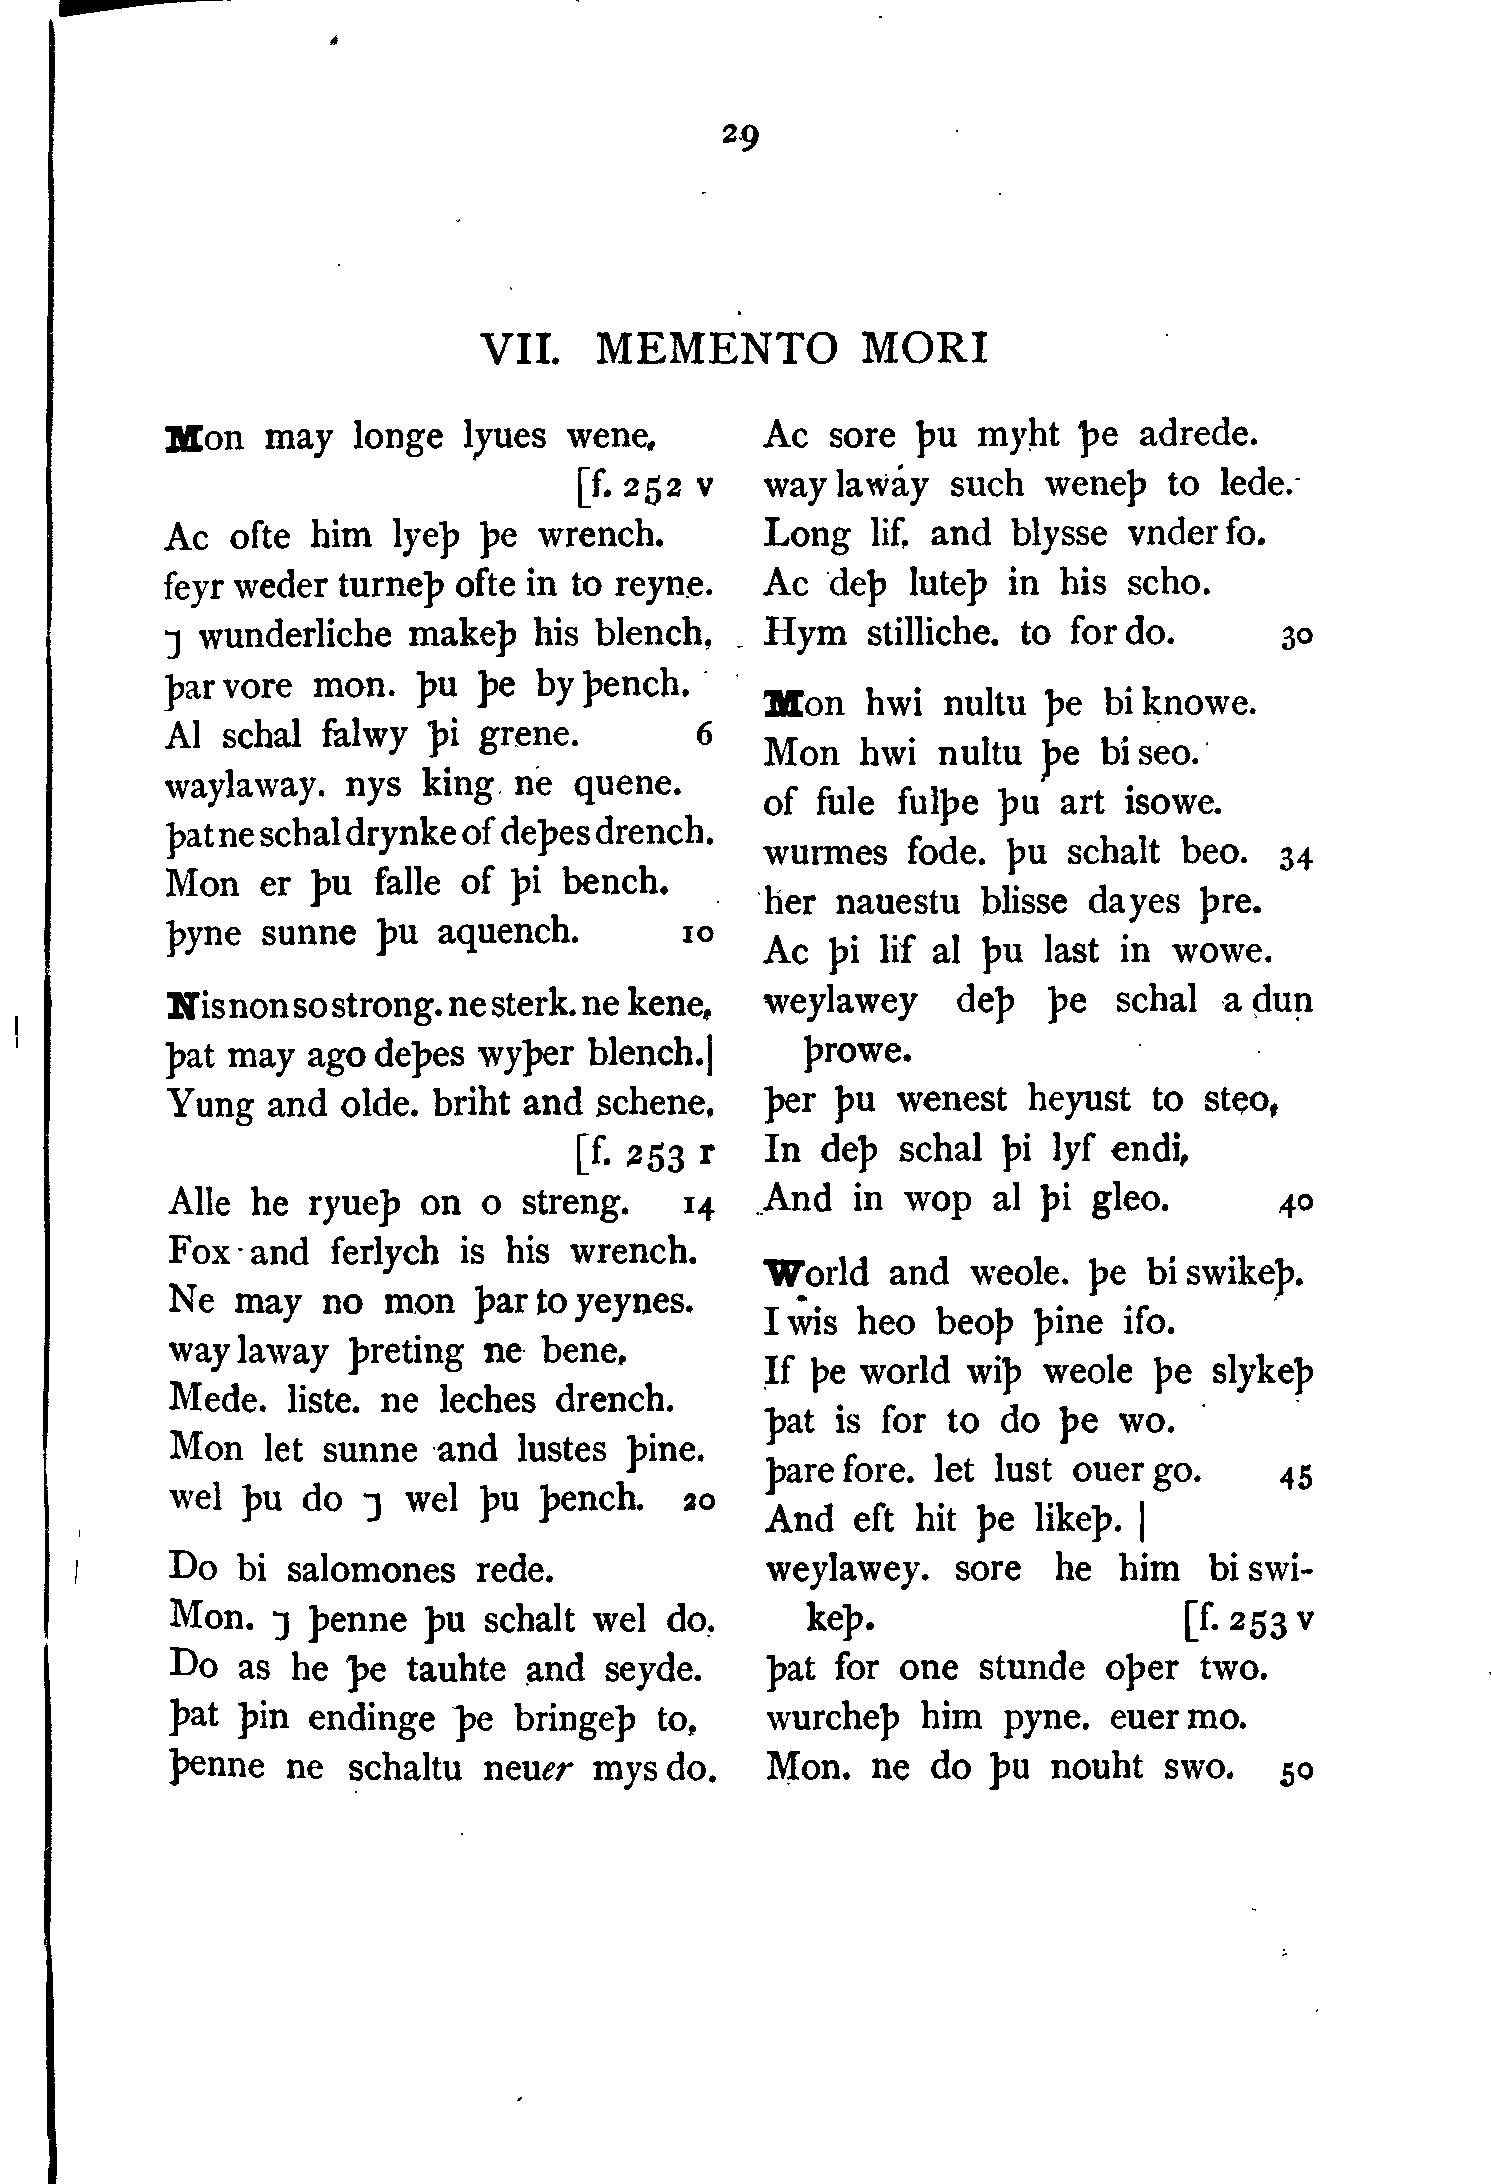 29
VII. MEMENTO MORI
Mon may longe lyues wene,
[f. 252 v
Ac ofte him lyeþ þe wrench.
feyr weder turneþ ofte in to reyne.
⁊ wunderliche makeþ his blench,
þar vore mon. þu þe by þench.
Al schal falwy þi grene. 6
waylaway. nys king ne quene.
þat ne schal drynke of deþes drench.
Mon er þu falle of þi bench.
þyne sunne þu aquench. 10
Nis non so strong. ne sterk. ne kene,
þat may ago deþes wyþer blench.|
Yung and olde. briht and schene,
[f. 253 r
Alle he ryueþ on o streng. 14
Fox and ferlych is his wrench.
Ne may no mon þar to yeynes.
way laway þreting ne bene,
Mede. liste. ne leches drench.
Mon let sunne and lustes þine.
wel þu do ⁊ wel þu þench. 20
Do bi salomones rede.
Mon. ⁊ þenne þu schalt wel do.
Do as he þe tauhte and seyde.
þat þin endinge þe bringeþ to,
þenne ne schaltu neuer mys do.
Ac sore þu myht þe adrede.
way laway such weneþ to lede.
Long lif. and blysse vnder fo.
Ac deþ luteþ in his scho.
Hym stilliche. to for do. 30
Mon hwi nultu þe bi knowe.
Mon hwi nultu þe bi seo.
of fule fulþe þu art isowe.
wurmes fode. þu schalt beo. 34
her nauestu blisse dayes þre.
Ac þi lif al þu last in wowe.
weylawey deþ þe schal a dun
þrowe.
þer þu wenest heyust to steo,
In deþ schal þi lyf endi,
And in wop al þi gleo. 40
World and weole. þe bi swikeþ.
I wis heo beoþ þine ifo.
If þe world wiþ weole þe slykeþ
þat is for to do þe wo.
þare fore. let lust ouer go. 45
And eft hit þe likeþ. |
weylawey. sore he him bi swi-
keþ. [f. 253 v
þat for one stunde oþer two.
wurcheþ him pyne. euer mo.
Mon. ne do þu nouht swo. 50